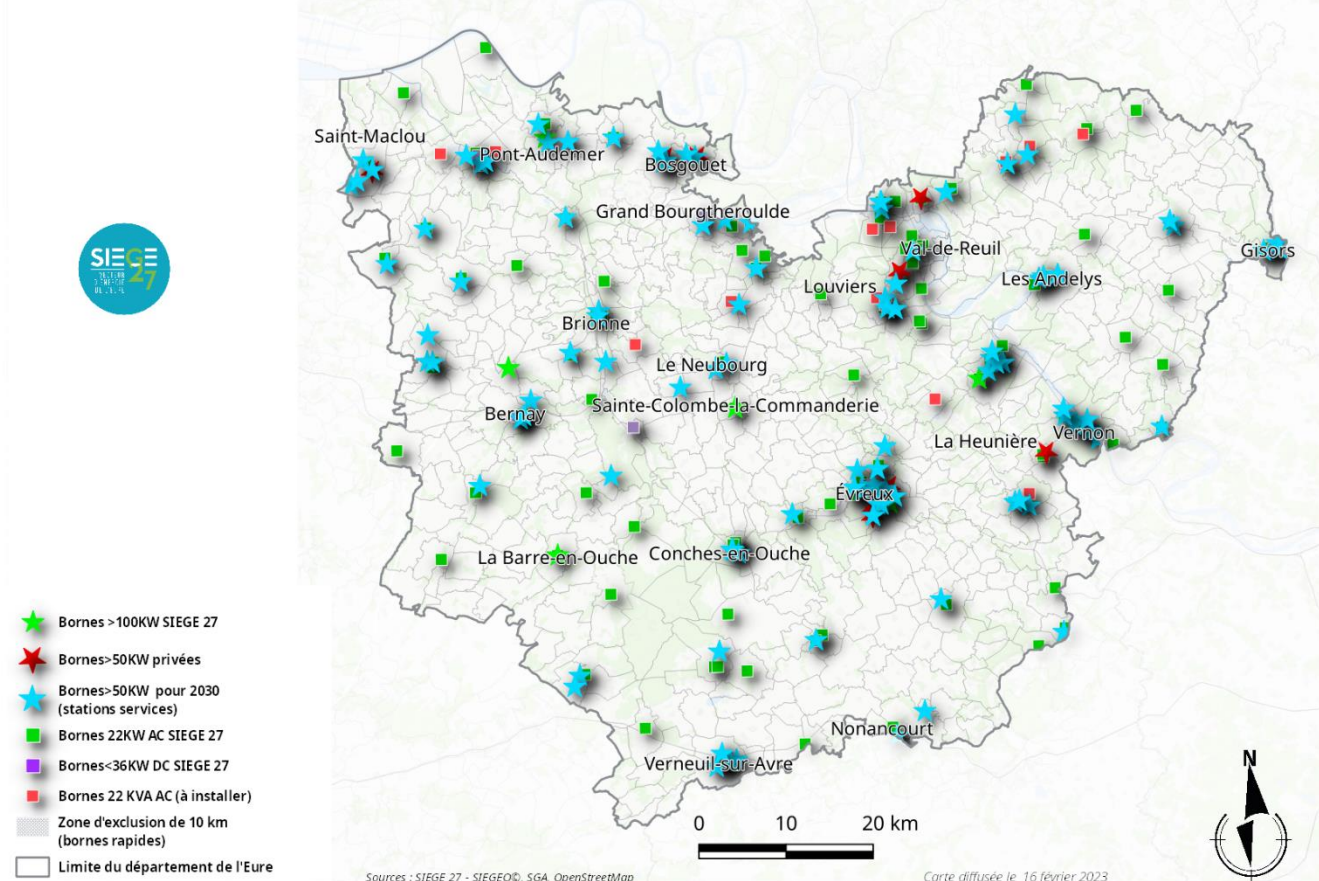 Saint-Maclou
Pont-Audemer
Bosgouet
Grand Bourgtheroulde
Val-de-Reuil
Gisors
Louviers
Les Andelys
Brionne
Le Neubourg
Sainte-Colombe-la-Commanderie
Bernay
La Heunière
Vernon
Évreux
La Barre-en-Ouche
Conches-en-Ouche
Nonancourt
Verneuil-sur-Avre
SIEGE
27
Bornes >100KW SIEGE 27
Bornes>50KW privées
Bornes>50KW pour 2030
(stations services)
Bornes 22KW AC SIEGE 27
Bornes<36KW DC SIEGE 27
Bornes 22 KVA AC (à installer)
Zone d'exclusion de 10 km
(bornes rapides)
Limite du département de l'Eure
0 10 20 km
N
Sources : SIEGE 27 - SIEGEO©, SGA, OpenStreetMap
Carte diffusée le 16 février 2023